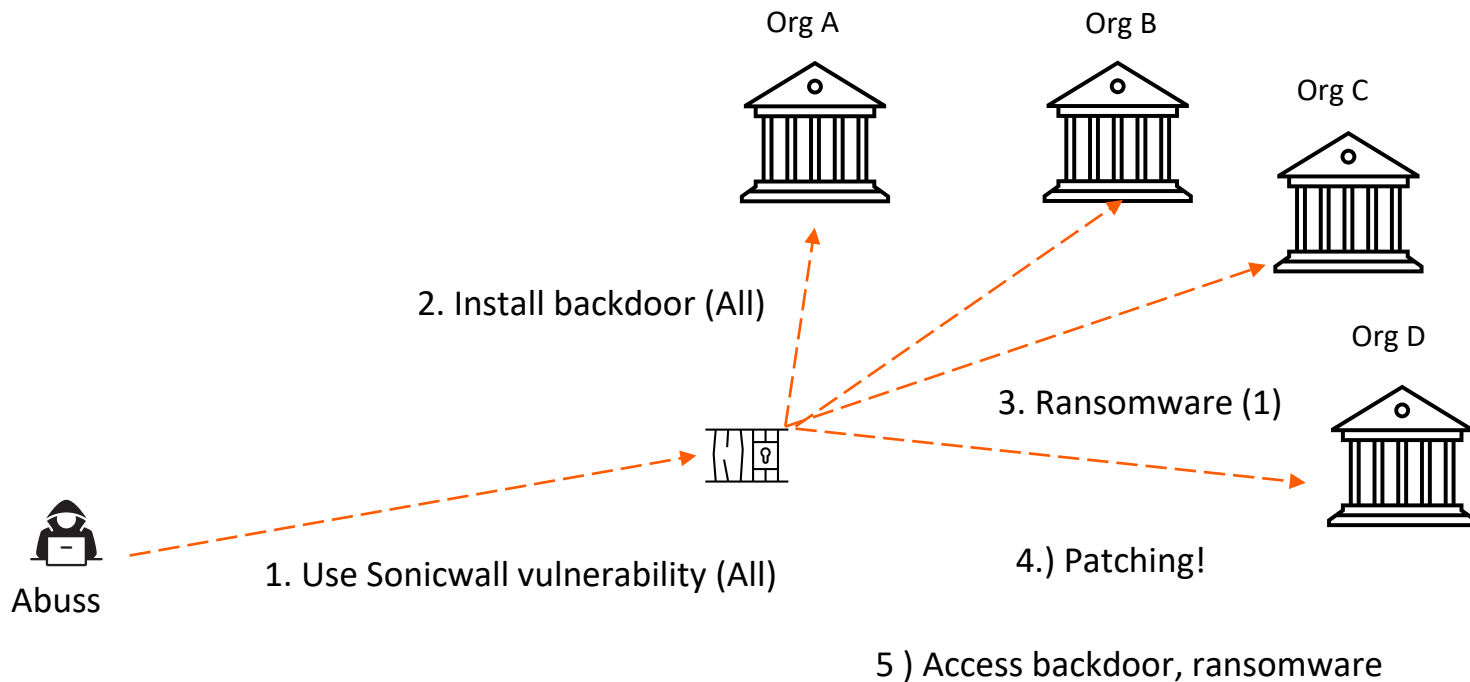 Org A
Org B
Org C
2. Install backdoor (All)
Org D
3. Ransomware (1)
1. Use Sonicwall vulnerability (All)
4.) Patching!
Abuss
5 ) Access backdoor, ransomware